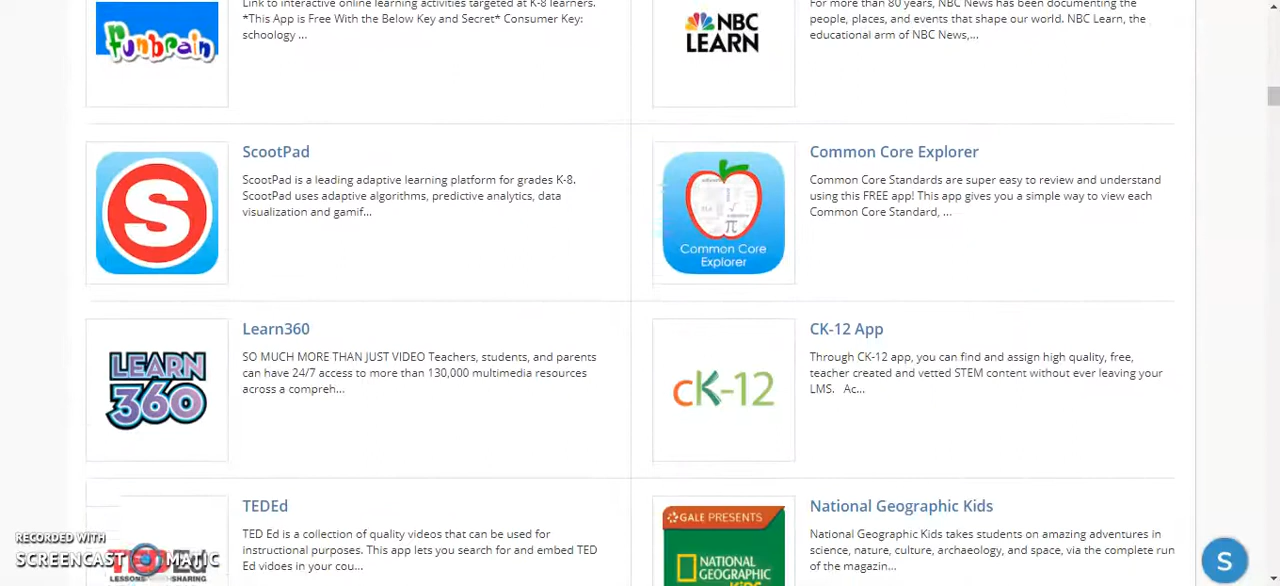 Link to interactive online learning activities targeted at K-8 learners.
*This App is Free With the Below Key and Secret* Consumer Key:
schoology ...
Funbrain
For more than 80 years, NBC News has been documenting the
people, places, and events that shape our world. NBC Learn, the
educational arm of NBC News,...
NBC
LEARN
ScootPad
ScootPad is a leading adaptive learning platform for grades K-8.
ScootPad uses adaptive algorithms, predictive analytics, data
visualization and gamif...
S
Common Core Explorer
Common Core Standards are super easy to review and understand
using this FREE app! This app gives you a simple way to view each
Common Core Standard, ...
Common Core
Explorer
Learn360
SO MUCH MORE THAN JUST VIDEO Teachers, students, and parents
can have 24/7 access to more than 130,000 multimedia resources
across a compreh...
LEARN
360
CK-12 App
Through CK-12 app, you can find and assign high quality, free,
teacher created and vetted STEM content without ever leaving your
LMS. Ac...
cK-12
TEDEd
TED Ed is a collection of quality videos that can be used for
instructional purposes. This app lets you search for and embed TED
Ed vidoes in your cou...
National Geographic Kids
National Geographic Kids takes students on amazing adventures in
science, nature, culture, archaeology, and space, via the complete run
of the magazin...
GALE PRESENTS
NATIONAL
GEOGRAPHIC
KiDS
RECORDED WITH
SCREENCAST MATIC
S